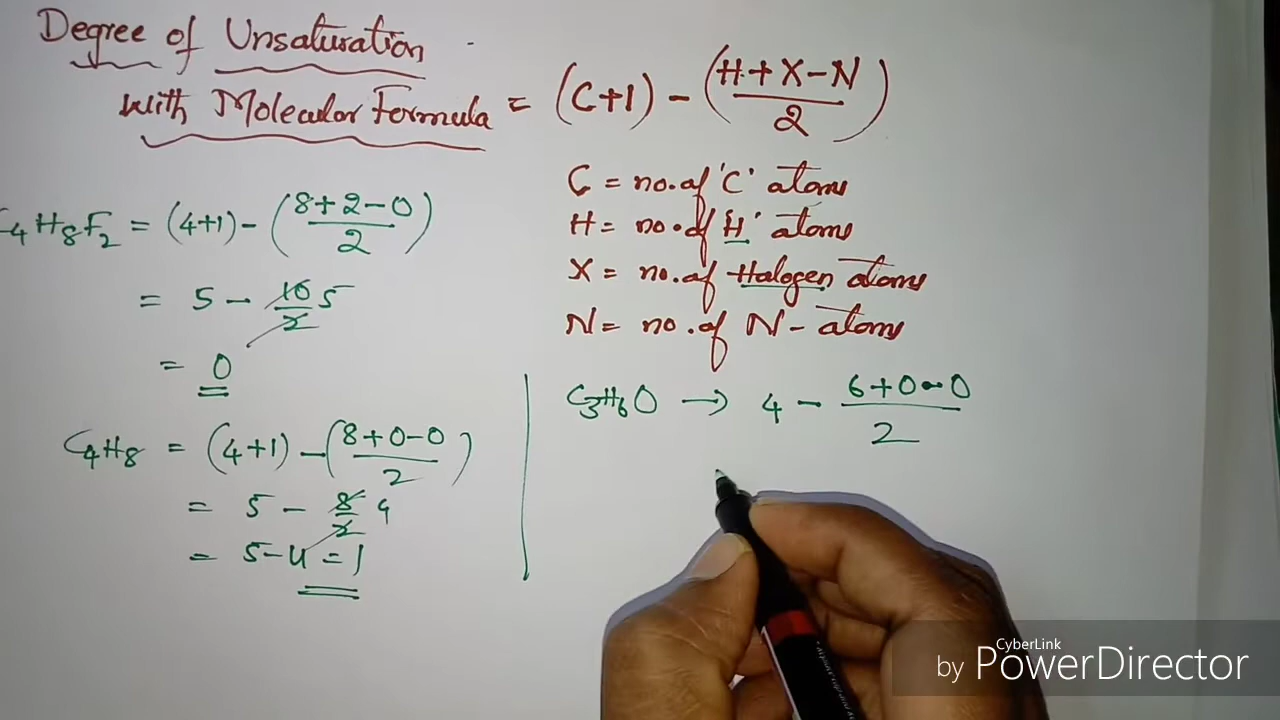 Degree of Unsaturation
with Molecular Formula = (C+1) - (H+X-N / 2)
C = no. of 'C' atoms
H = no. of 'H' atoms
X = no. of Halogen atoms
N = no. of N - atoms
C4H8F2 = (4+1) - (8+2-0 / 2)
= 5 - 10/2 5
= 0
C4H8 = (4+1) - (8+0-0 / 2)
= 5 - 8/2 4
= 5-4 = 1
C3H6O → 4 - 6+0-0 / 2
CyberLink
by PowerDirector